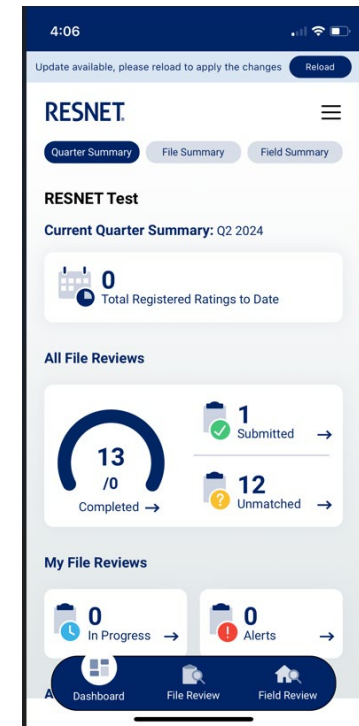 4:06
Update available, please reload to apply the changes Reload
RESNET.
Quarter Summary File Summary Field Summary
RESNET Test
Current Quarter Summary: Q2 2024
0
Total Registered Ratings to Date
All File Reviews
13
/0
Completed →
1
Submitted →
12
Unmatched →
My File Reviews
0
In Progress →
0
Alerts →
A
Dashboard File Review Field Review